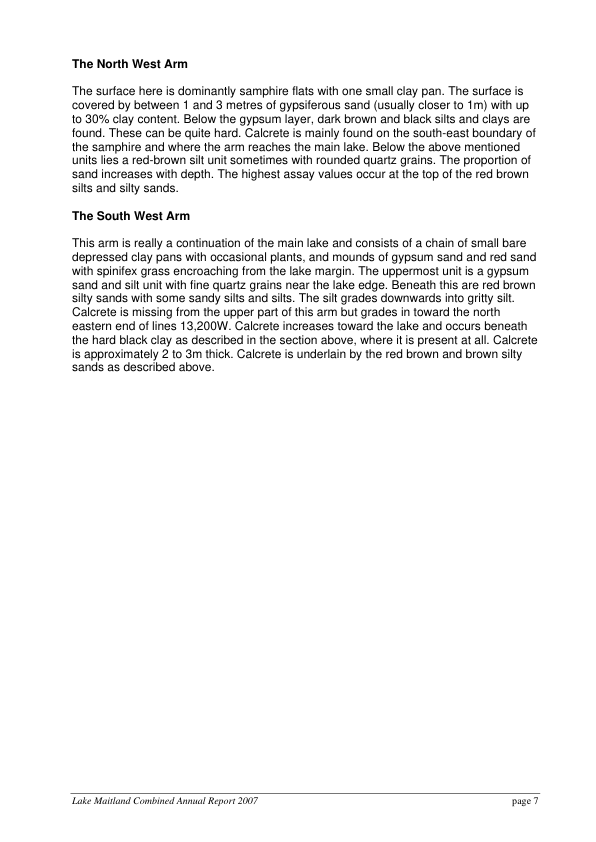 The North West Arm
The surface here is dominantly samphire flats with one small clay pan. The surface is
covered by between 1 and 3 metres of gypsiferous sand (usually closer to 1m) with up
to 30% clay content. Below the gypsum layer, dark brown and black silts and clays are
found. These can be quite hard. Calcrete is mainly found on the south-east boundary of
the samphire and where the arm reaches the main lake. Below the above mentioned
units lies a red-brown silt unit sometimes with rounded quartz grains. The proportion of
sand increases with depth. The highest assay values occur at the top of the red brown
silts and silty sands.
The South West Arm
This arm is really a continuation of the main lake and consists of a chain of small bare
depressed clay pans with occasional plants, and mounds of gypsum sand and red sand
with spinifex grass encroaching from the lake margin. The uppermost unit is a gypsum
sand and silt unit with fine quartz grains near the lake edge. Beneath this are red brown
silty sands with some sandy silts and silts. The silt grades downwards into gritty silt.
Calcrete is missing from the upper part of this arm but grades in toward the north
eastern end of lines 13,200W. Calcrete increases toward the lake and occurs beneath
the hard black clay as described in the section above, where it is present at all. Calcrete
is approximately 2 to 3m thick. Calcrete is underlain by the red brown and brown silty
sands as described above.
Lake Maitland Combined Annual Report 2007 page 7